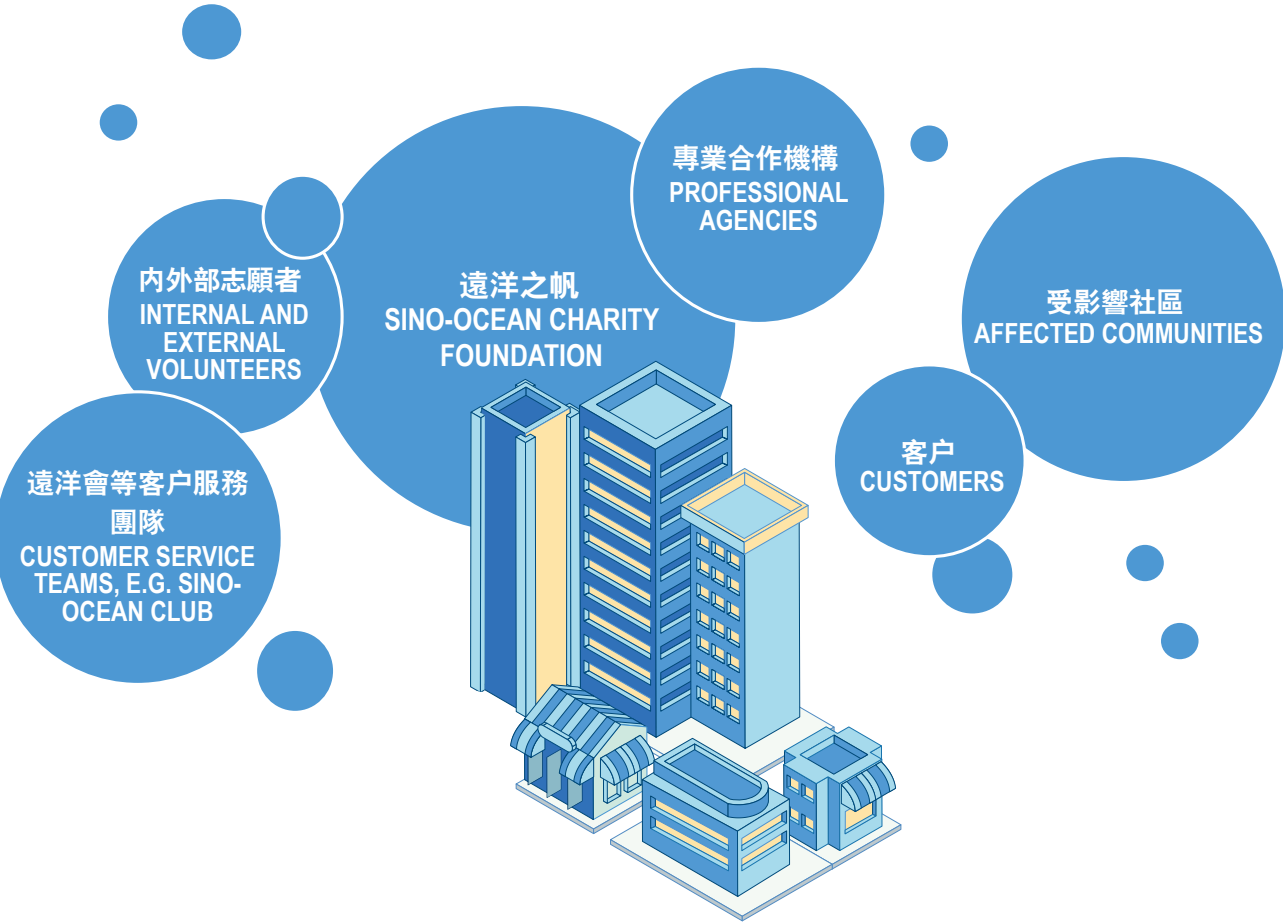 專業合作機構
PROFESSIONAL
AGENCIES
内外部志願者
INTERNAL AND
EXTERNAL
VOLUNTEERS
遠洋之帆
SINO-OCEAN CHARITY
FOUNDATION
受影響社區
AFFECTED COMMUNITIES
客户
CUSTOMERS
遠洋會等客户服務
團隊
CUSTOMER SERVICE
TEAMS, E.G. SINO-
OCEAN CLUB